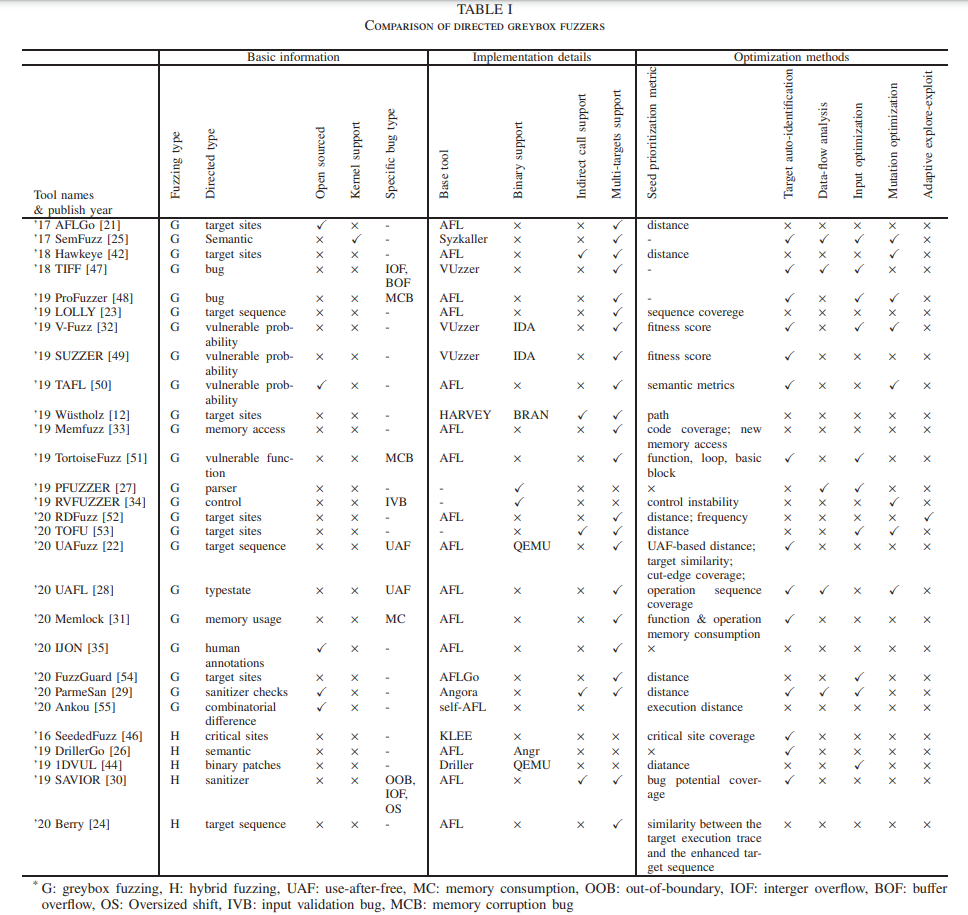 TABLE I
COMPARISON OF DIRECTED GREYBOX FUZZERS
Basic information Implementation details Optimization methods
Tool names
& publish year
Fuzzing type
Directed type
Open sourced
Kernel support
Specific bug type
Base tool
Binary support
Indirect call support
Multi-targets support
Seed prioritization metric
Target auto-identification
Data-flow analysis
Input optimization
Mutation optimization
Adaptive explore-exploit
'17 AFLGo [21] G target sites ✓ × - AFL × × ✓ distance × × × × ×
'17 SemFuzz [25] G Semantic × ✓ - Syzkaller × × ✓ - ✓ ✓ ✓ ✓ ×
'18 Hawkeye [42] G target sites × × - AFL × ✓ ✓ distance × × × ✓ ×
'18 TIFF [47] G bug × × IOF, VUzzer × × ✓ - ✓ ✓ ✓ × ×
BOF
'19 ProFuzzer [48] G bug × × MCB AFL × × ✓ - ✓ × ✓ ✓ ×
'19 LOLLY [23] G target sequence × × - AFL × × ✓ sequence coverege × × × × ×
'19 V-Fuzz [32] G vulnerable prob- × × - VUzzer IDA × ✓ fitness score ✓ × ✓ ✓ ×
ability
'19 SUZZER [49] G vulnerable prob- × × - VUzzer IDA × ✓ fitness score ✓ × × × ×
ability
'19 TAFL [50] G vulnerable prob- ✓ × - AFL × × ✓ semantic metrics ✓ × × ✓ ×
ability
'19 Wüstholz [12] G target sites × × - HARVEY BRAN ✓ ✓ path × × × × ×
'19 Memfuzz [33] G memory access × × - AFL × × ✓ code coverage; new × × × × ×
memory access
'19 TortoiseFuzz [51] G vulnerable func- × × MCB AFL × × ✓ function, loop, basic ✓ × ✓ × ×
tion block
'19 PFUZZER [27] G parser × × - - ✓ × × × × ✓ ✓ × ×
'19 RVFUZZER [34] G control × × IVB - ✓ × × control instability × × × ✓ ×
'20 RDFuzz [52] G target sites × × - AFL × × ✓ distance; frequency × × × × ✓
'20 TOFU [53] G target sites × × - - × ✓ ✓ distance × × ✓ ✓ ×
'20 UAFuzz [22] G target sequence × × UAF AFL QEMU × ✓ UAF-based distance; ✓ × × × ×
target similarity;
cut-edge coverage;
'20 UAFL [28] G typestate × × UAF AFL × × ✓ operation sequence ✓ ✓ × ✓ ×
coverage
'20 Memlock [31] G memory usage × × MC AFL × × ✓ function & operation ✓ × × × ×
memory consumption
'20 IJON [35] G human ✓ × - AFL × × ✓ × × × × × ×
annotations
'20 FuzzGuard [54] G target sites × × - AFLGo × × ✓ distance × × ✓ × ×
'20 ParmeSan [29] G sanitizer checks ✓ × - Angora × ✓ ✓ distance ✓ ✓ ✓ × ×
'20 Ankou [55] G combinatorial ✓ × - self-AFL × × execution distance × × × × ×
difference
'16 SeededFuzz [46] H critical sites × × - KLEE × × × critical site coverage ✓ × × × ×
'19 DrillerGo [26] H semantic × × - AFL Angr × × × ✓ × × × ×
'19 1DVUL [44] H binary patches × × - Driller QEMU × × diatance × × ✓ × ×
'19 SAVIOR [30] H sanitizer × × OOB, AFL × ✓ ✓ bug potential cover- ✓ × × × ×
IOF, age
OS
'20 Berry [24] H target sequence × × - AFL × × ✓ similarity between the × × × × ×
target execution trace
and the enhanced tar-
get sequence
* G: greybox fuzzing, H: hybrid fuzzing, UAF: use-after-free, MC: memory consumption, OOB: out-of-boundary, IOF: interger overflow, BOF: buffer
overflow, OS: Oversized shift, IVB: input validation bug, MCB: memory corruption bug